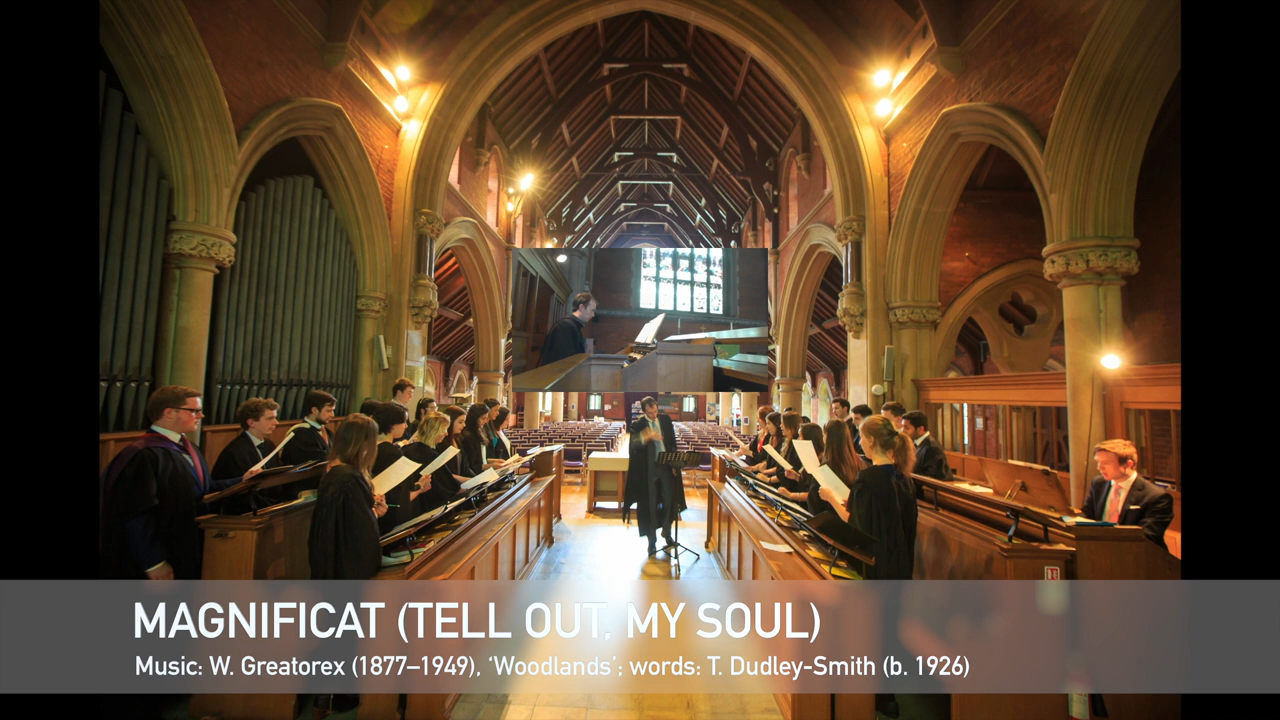 MAGNIFICAT (TELL OUT, MY SOUL)
Music: W. Greatorex (1877–1949), ‘Woodlands’; words: T. Dudley-Smith (b. 1926)